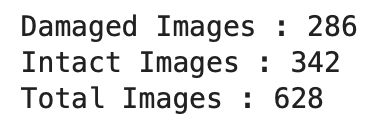 Damaged Images : 286
Intact Images : 342
Total Images : 628